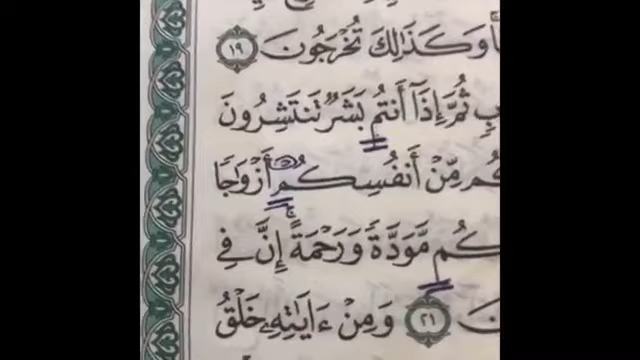 وَكَذَٰلِكَ تُخْرَجُونَ ١٩
ثُمَّ إِذَآ أَنتُم بَشَرٌ تَنتَشِرُونَ
كُم مِّنْ أَنفُسِكُمْ أَزْوَٰجًا
كُم مَّوَدَّةً وَرَحْمَةً إِنَّ فِى
٢١ وَمِنْ ءَايَٰتِهِۦ خَلْقُ